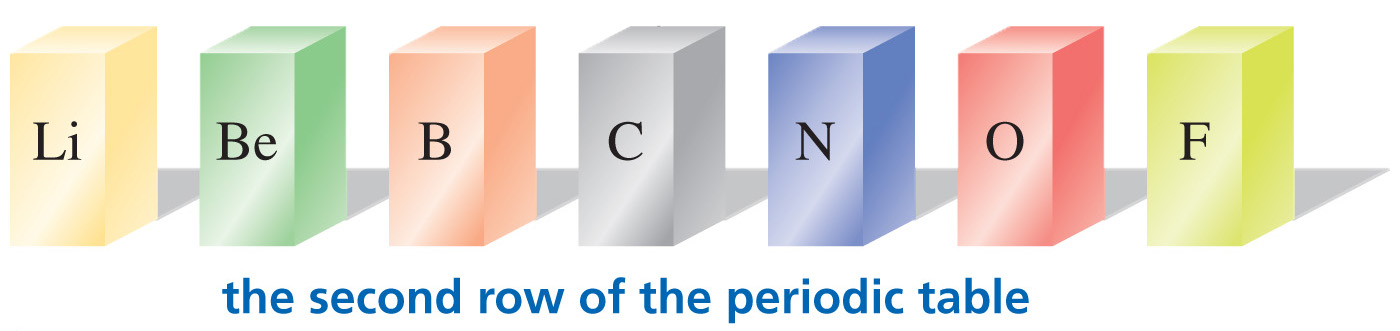 Li Be B C N O F
the second row of the periodic table